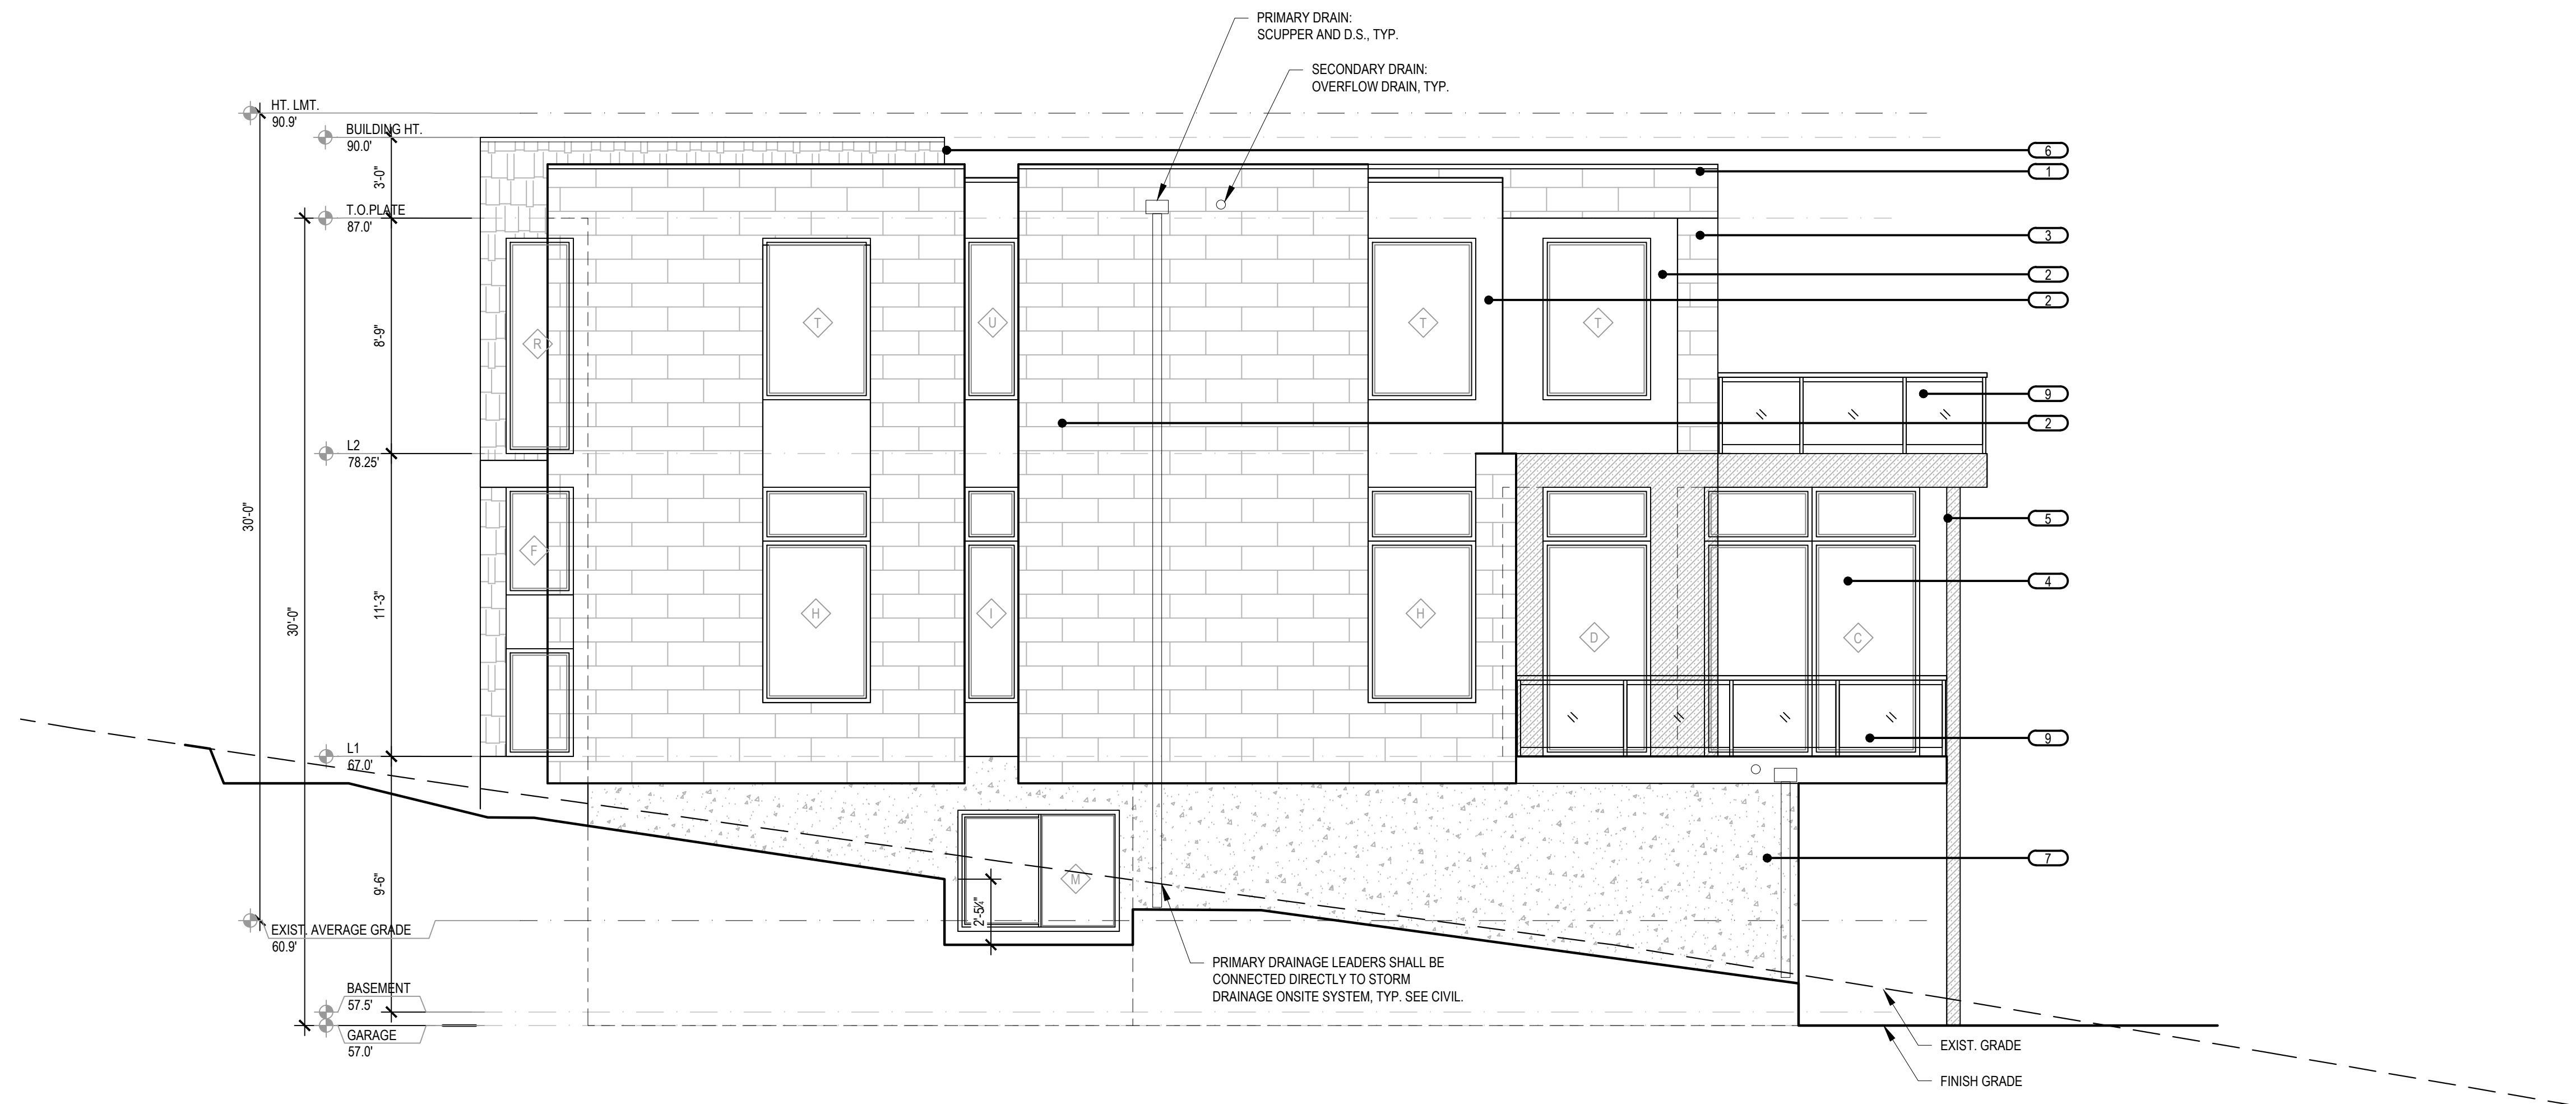 PRIMARY DRAIN:
SCUPPER AND D.S., TYP.
SECONDARY DRAIN:
OVERFLOW DRAIN, TYP.
HT. LMT.
90.9'
BUILDING HT.
90.0'
3'-0"
T.O.PLATE
87.0'
8'-9"
L2
78.25'
11'-3"
L1
67.0'
9'-6"
30'-0"
30'-0"
EXIST. AVERAGE GRADE
60.9'
BASEMENT
57.5'
GARAGE
57.0'
R
T
U
T
T
F
H
I
H
D
C
M
2'-5¼"
6
1
3
2
2
9
2
5
4
9
7
PRIMARY DRAINAGE LEADERS SHALL BE
CONNECTED DIRECTLY TO STORM
DRAINAGE ONSITE SYSTEM, TYP. SEE CIVIL.
EXIST. GRADE
FINISH GRADE